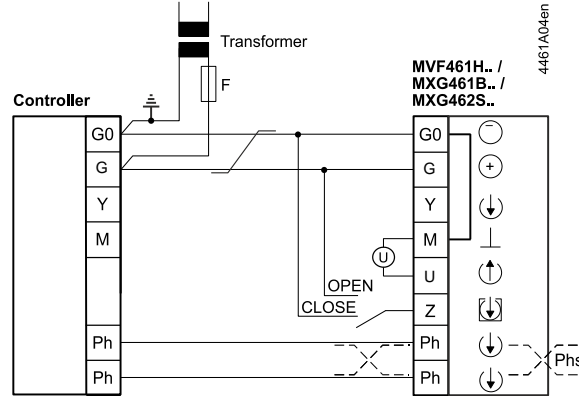 Transformer
4461A04en
F
MVF461H.. /
MXG461B.. /
MXG462S..
Controller
G0
G
Y
M
Ph
Ph
U
OPEN
CLOSE
G0
G
Y
M
U
Z
Ph
Ph
Phs